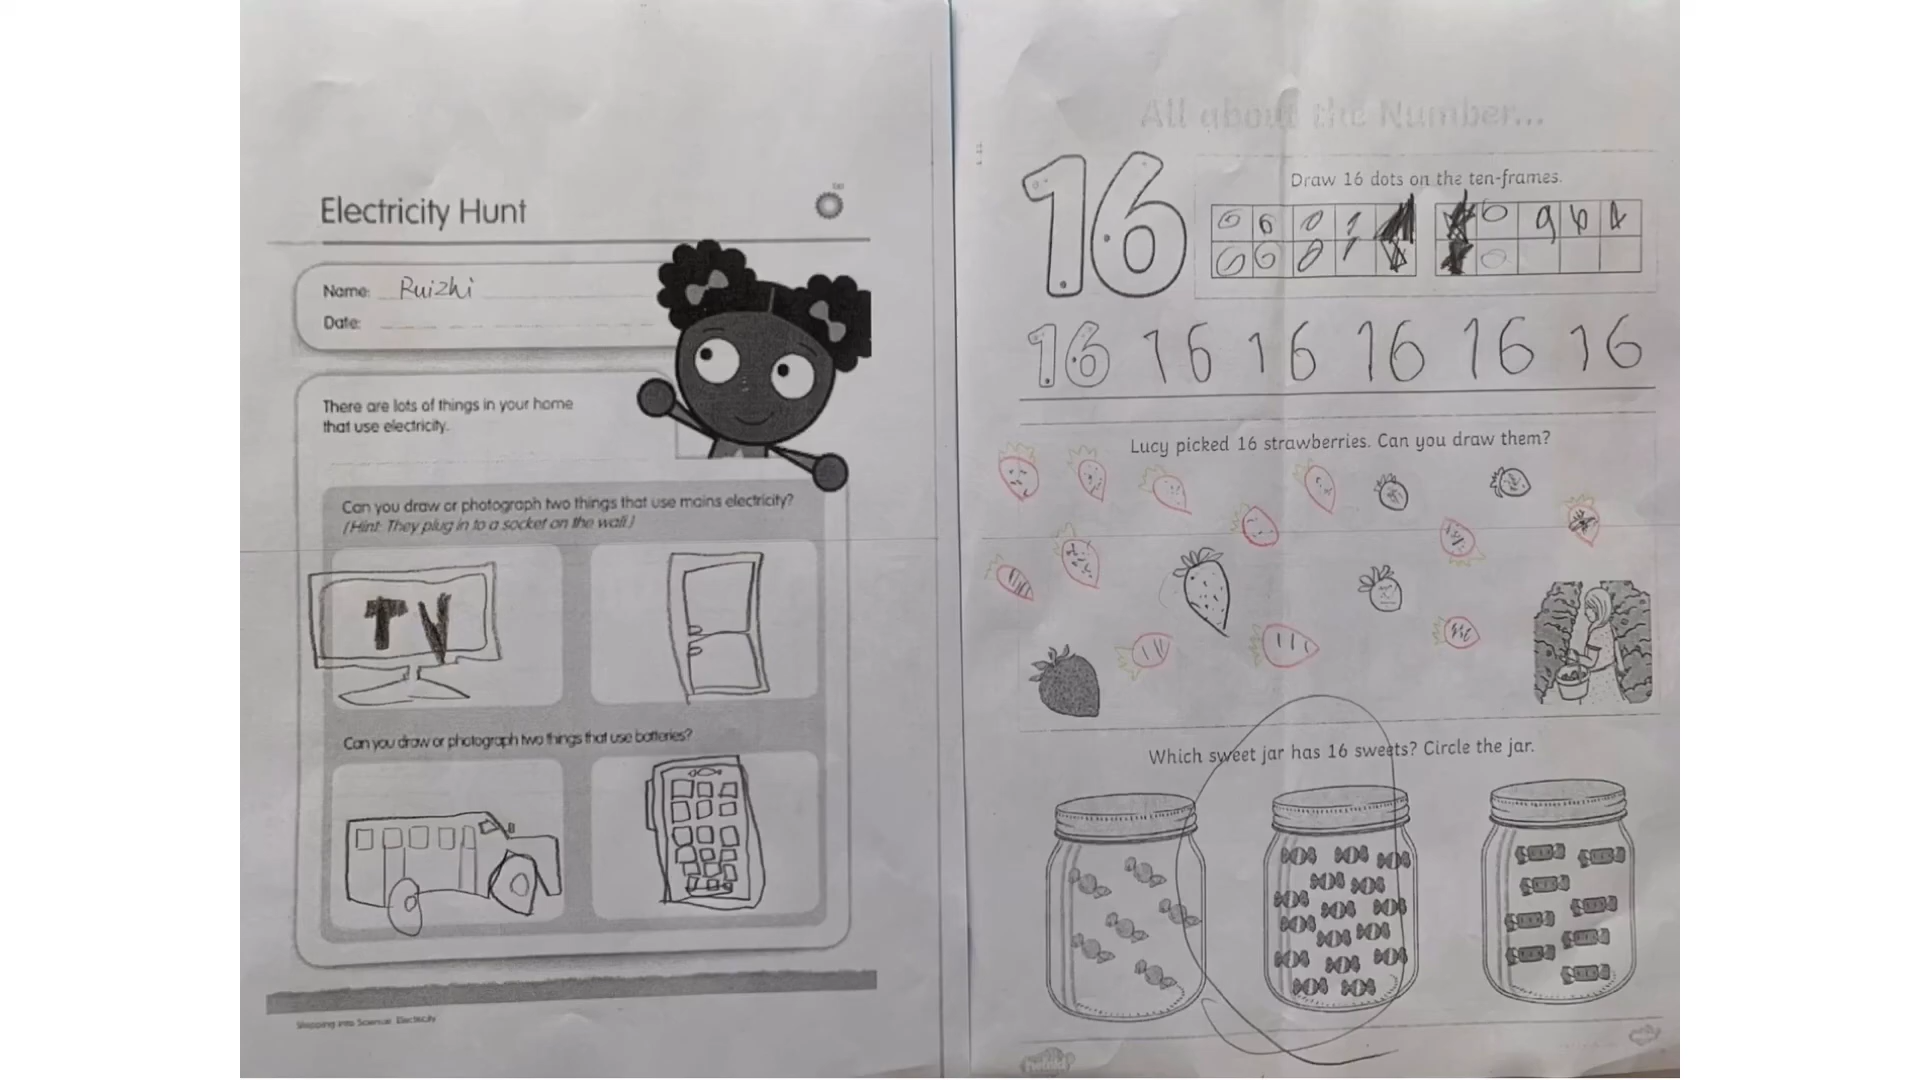 Electricity Hunt
Name: Ruizhi
Date:
There are lots of things in your home
that use electricity.
Can you draw or photograph two things that use mains electricity?
(Hint: They plug in to a socket on the wall.)
TV
Can you draw or photograph two things that use batteries?
Stepping into Science: Electricity
All about the Number...
16
Draw 16 dots on the ten-frames.
16 16 16 16 16 16
Lucy picked 16 strawberries. Can you draw them?
Which sweet jar has 16 sweets? Circle the jar.